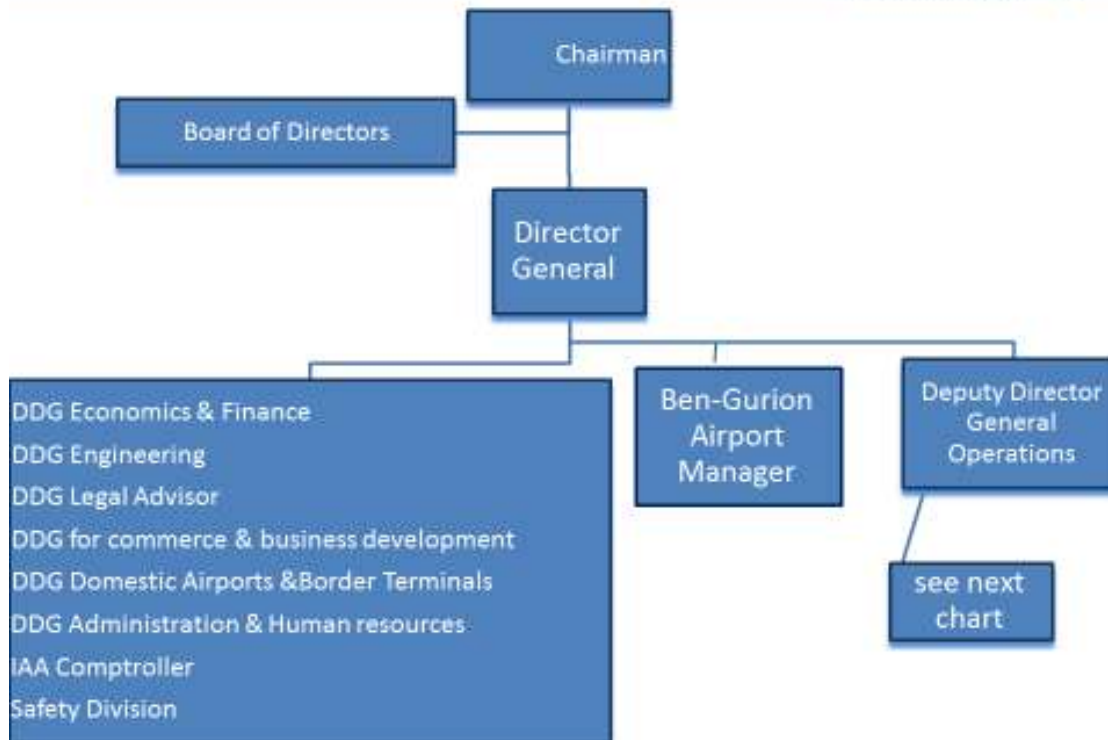 Chairman
Board of Directors
Director
General
DDG Economics & Finance
DDG Engineering
DDG Legal Advisor
DDG for commerce & business development
DDG Domestic Airports &Border Terminals
DDG Administration & Human resources
IAA Comptroller
Safety Division
Ben-Gurion
Airport
Manager
Deputy Director
General
Operations
see next
chart